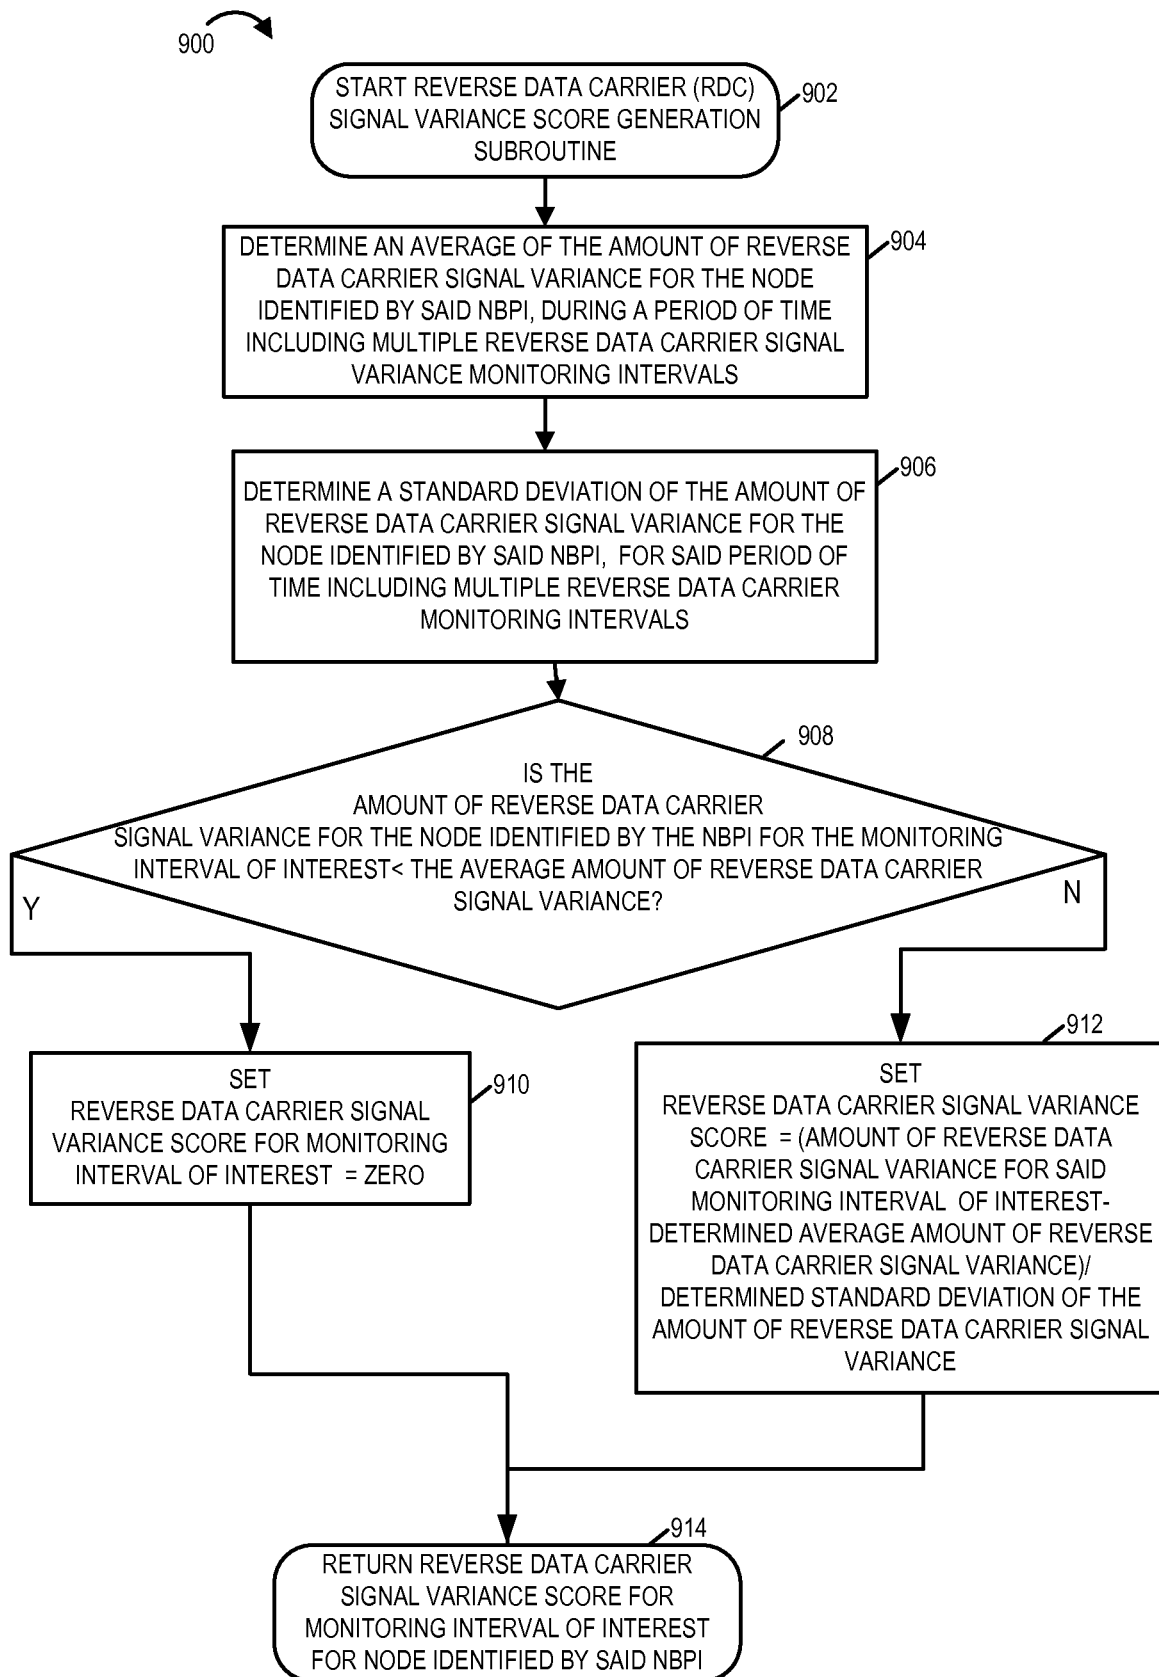 900
START REVERSE DATA CARRIER (RDC)
SIGNAL VARIANCE SCORE GENERATION
SUBROUTINE
902
DETERMINE AN AVERAGE OF THE AMOUNT OF REVERSE
DATA CARRIER SIGNAL VARIANCE FOR THE NODE
IDENTIFIED BY SAID NBPI, DURING A PERIOD OF TIME
INCLUDING MULTIPLE REVERSE DATA CARRIER SIGNAL
VARIANCE MONITORING INTERVALS
904
DETERMINE A STANDARD DEVIATION OF THE AMOUNT OF
REVERSE DATA CARRIER SIGNAL VARIANCE FOR THE
NODE IDENTIFIED BY SAID NBPI, FOR SAID PERIOD OF
TIME INCLUDING MULTIPLE REVERSE DATA CARRIER
MONITORING INTERVALS
906
908
IS THE
AMOUNT OF REVERSE DATA CARRIER
SIGNAL VARIANCE FOR THE NODE IDENTIFIED BY THE NBPI FOR THE MONITORING
INTERVAL OF INTEREST< THE AVERAGE AMOUNT OF REVERSE DATA CARRIER
SIGNAL VARIANCE?
Y
N
SET
REVERSE DATA CARRIER SIGNAL
VARIANCE SCORE FOR MONITORING
INTERVAL OF INTEREST = ZERO
910
912
SET
REVERSE DATA CARRIER SIGNAL VARIANCE
SCORE = (AMOUNT OF REVERSE DATA
CARRIER SIGNAL VARIANCE FOR SAID
MONITORING INTERVAL OF INTEREST-
DETERMINED AVERAGE AMOUNT OF REVERSE
DATA CARRIER SIGNAL VARIANCE)/
DETERMINED STANDARD DEVIATION OF THE
AMOUNT OF REVERSE DATA CARRIER SIGNAL
VARIANCE
914
RETURN REVERSE DATA CARRIER
SIGNAL VARIANCE SCORE FOR
MONITORING INTERVAL OF INTEREST
FOR NODE IDENTIFIED BY SAID NBPI